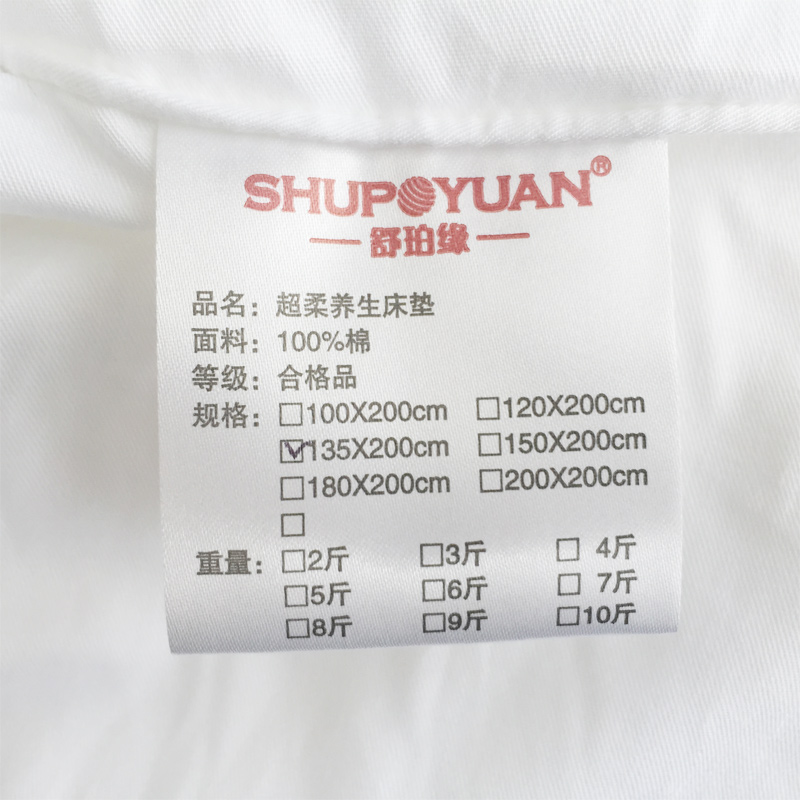 SHUPOYUAN®
舒珀缘
品名：超柔养生床垫
面料：100%棉
等级：合格品
规格：□100X200cm □120X200cm
☑135X200cm □150X200cm
□180X200cm □200X200cm
□
重量：□2斤 □3斤 □ 4斤
□5斤 □6斤 □ 7斤
□8斤 □9斤 □10斤